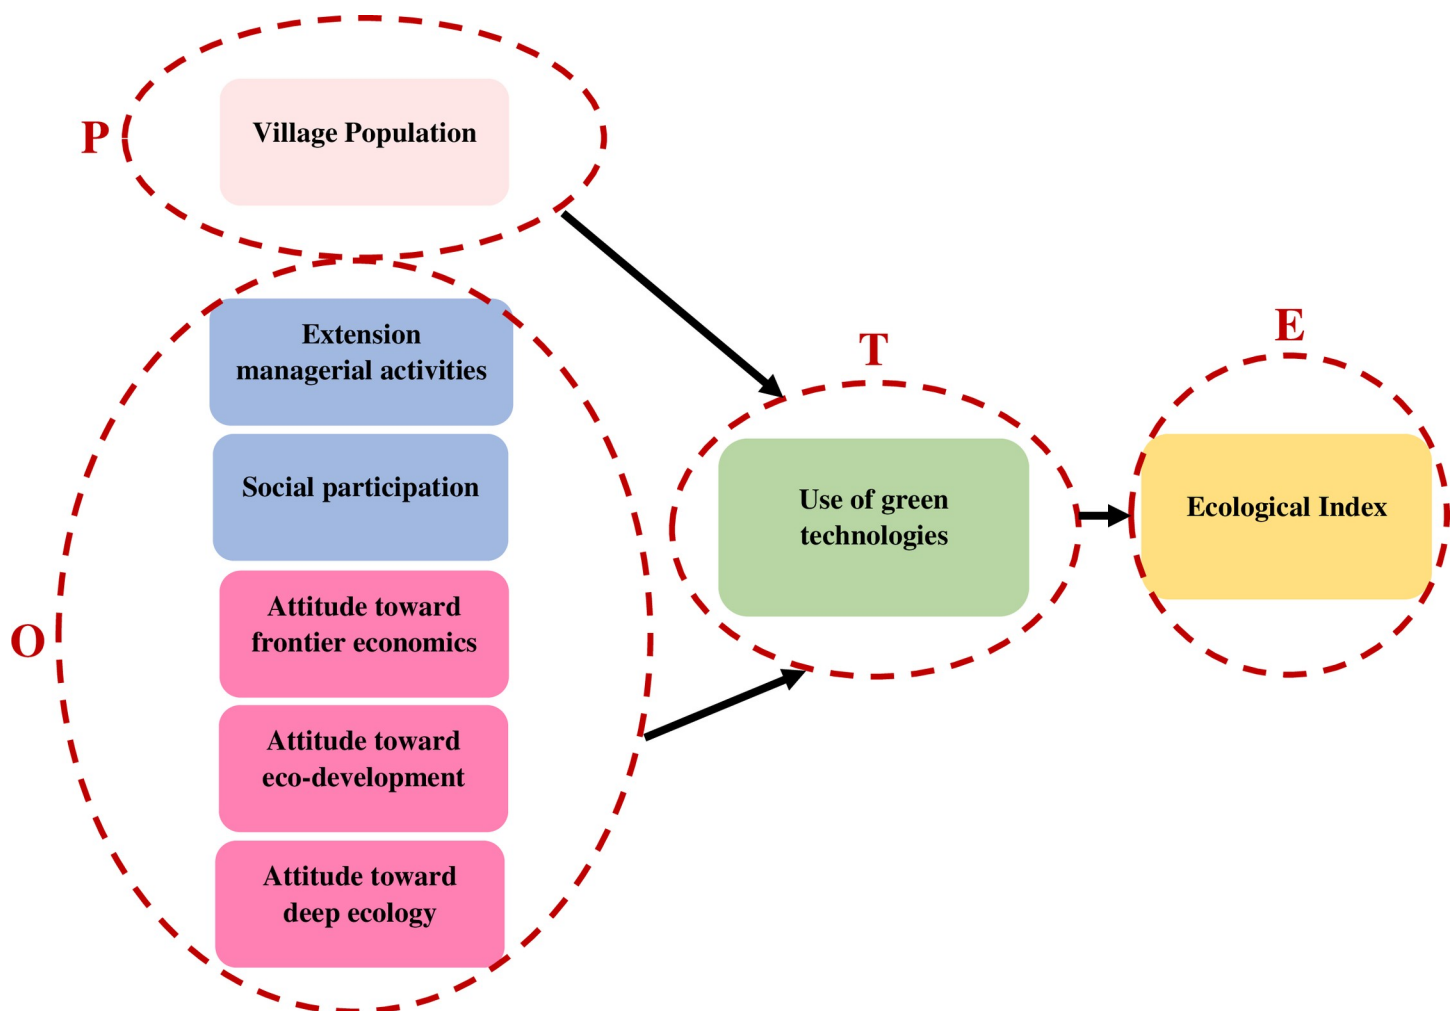 P
Village Population
Extension
managerial activities
Social participation
O
Attitude toward
frontier economics
Attitude toward
eco-development
Attitude toward
deep ecology
T
Use of green
technologies
E
Ecological Index